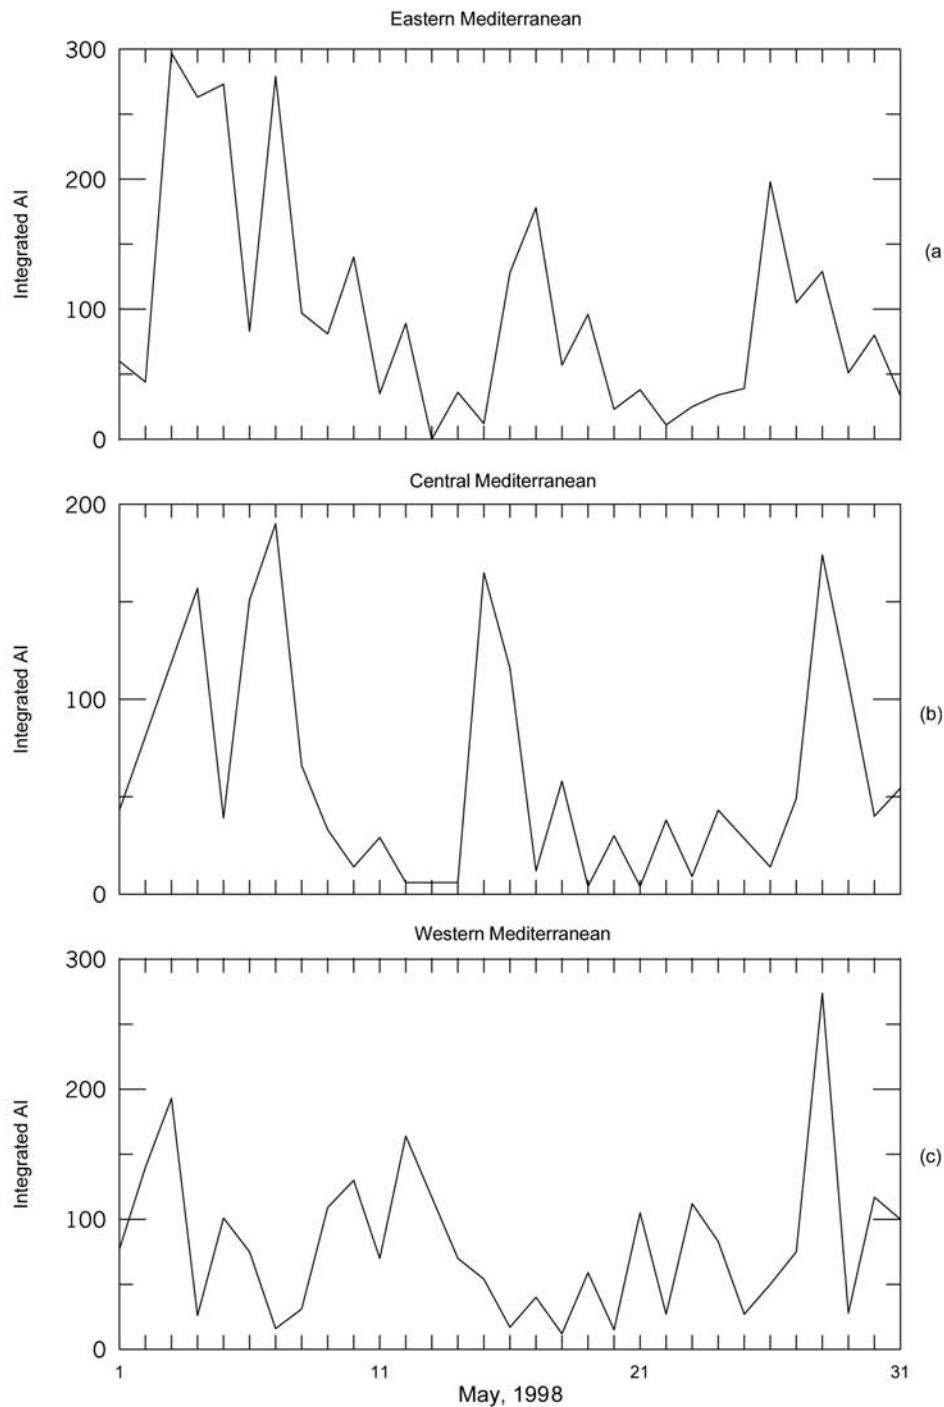 Eastern Mediterranean
300
200
100
0
Integrated AI
(a
Central Mediterranean
200
100
0
Integrated AI
(b)
Western Mediterranean
300
200
100
0
Integrated AI
(c)
1 11 21 31
May, 1998